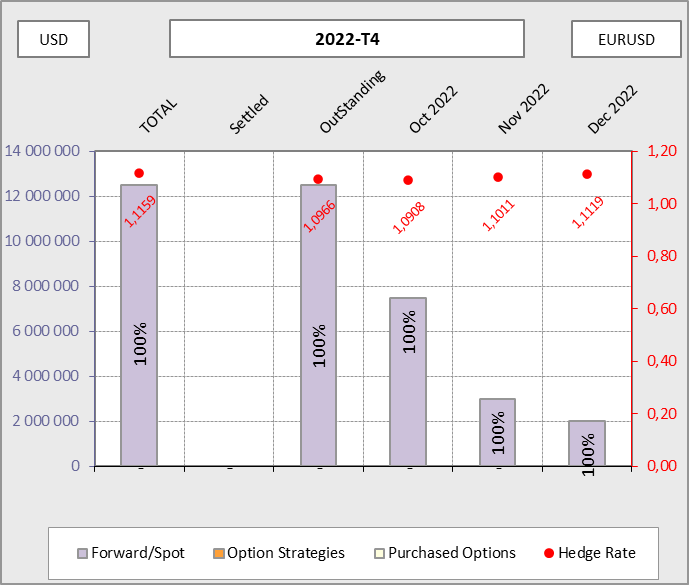 USD
2022-T4
EURUSD
TOTAL
Settled
OutStanding
Oct 2022
Nov 2022
Dec 2022
14 000 000
12 000 000
10 000 000
8 000 000
6 000 000
4 000 000
2 000 000
0
1,20
1,00
0,80
0,60
0,40
0,20
0,00
1,1159
1,0966
1,0908
1,1011
1,1119
100%
100%
100%
100%
100%
- - - - - -
Forward/Spot Option Strategies Purchased Options Hedge Rate